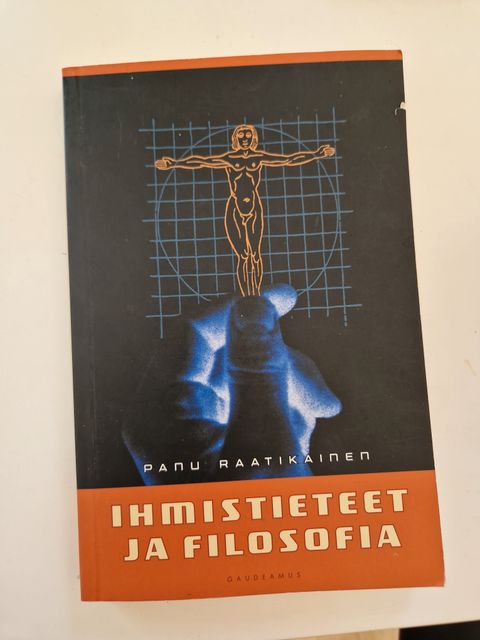 PANU RAATIKAINEN
IHMISTIETEET
JA FILOSOFIA
GAUDEAMUS